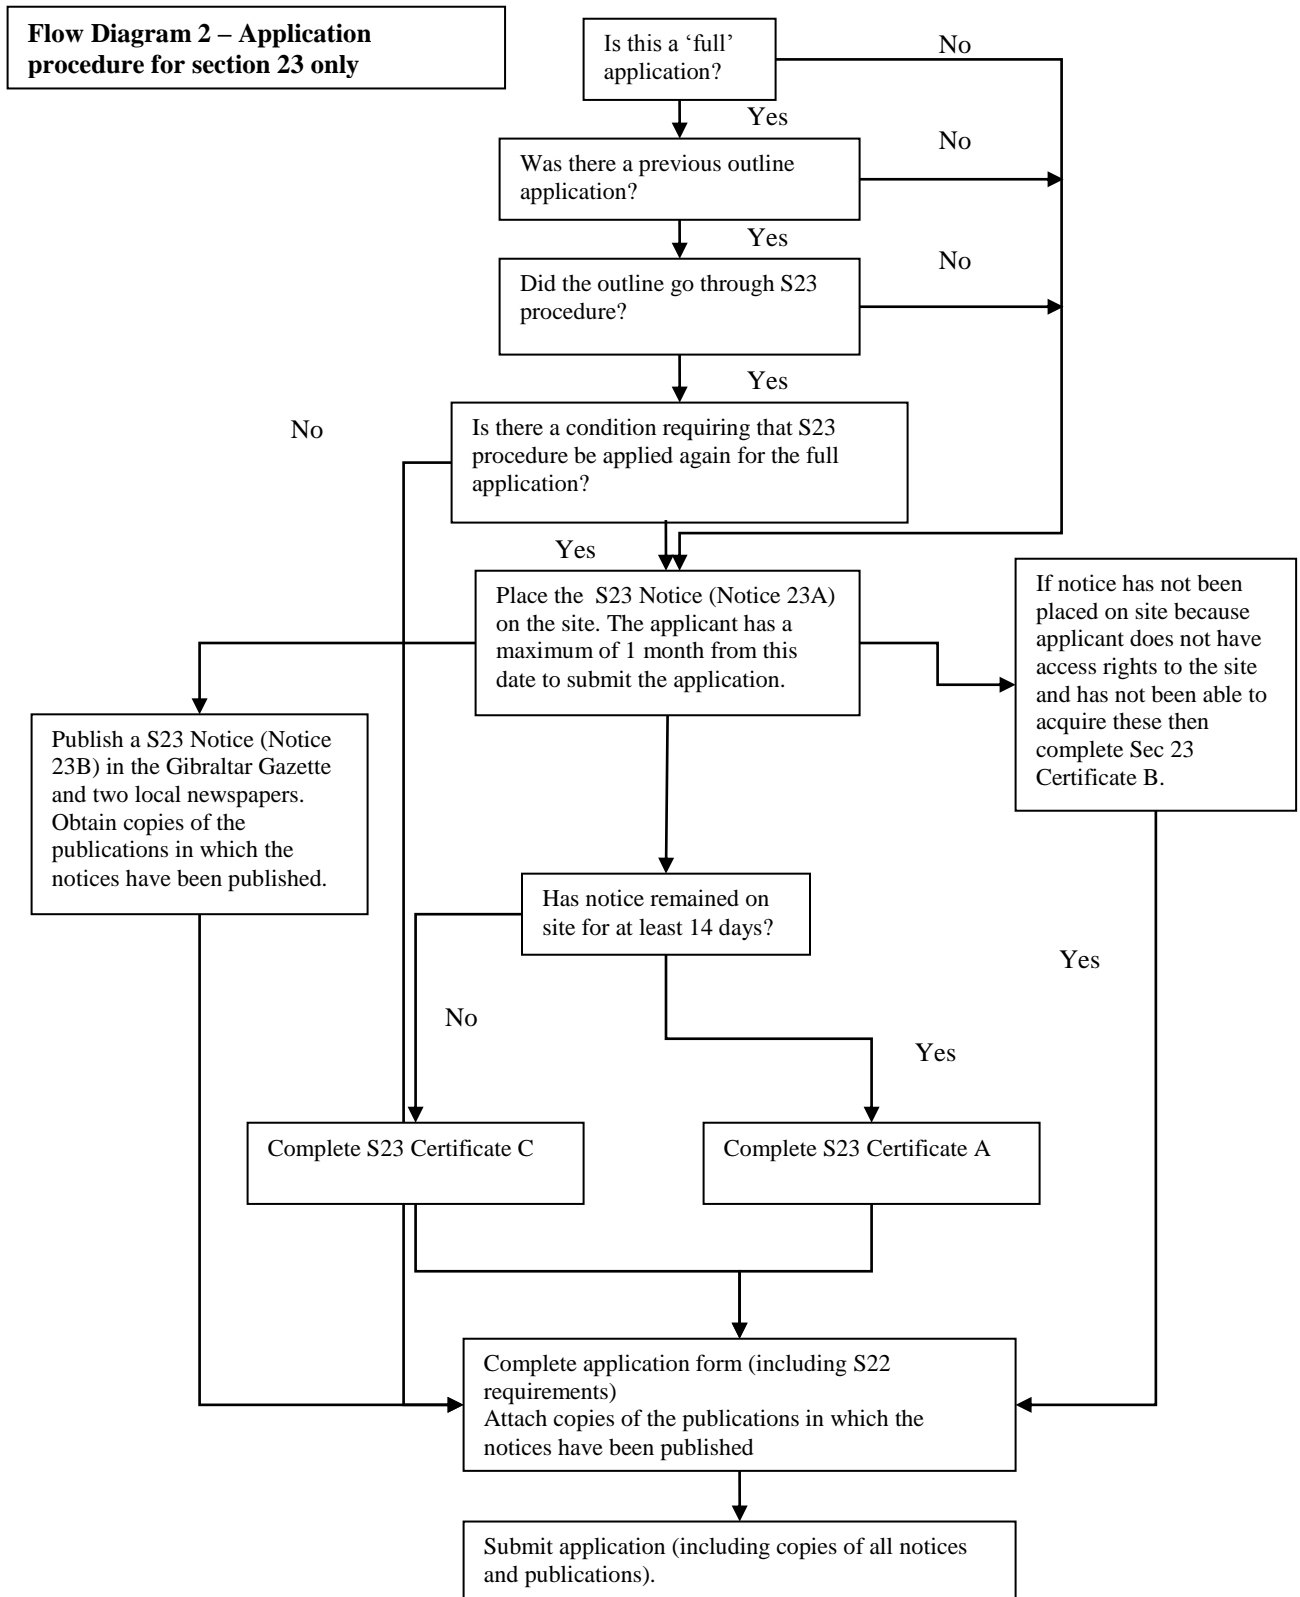 Flow Diagram 2 – Application
procedure for section 23 only
Is this a ‘full’
application?
No
Yes
Was there a previous outline
application?
No
Yes
Did the outline go through S23
procedure?
No
Yes
Is there a condition requiring that S23
procedure be applied again for the full
application?
No
Yes
Place the  S23 Notice (Notice 23A)
on the site. The applicant has a
maximum of 1 month from this
date to submit the application.
If notice has not been
placed on site because
applicant does not have
access rights to the site
and has not been able to
acquire these then
complete Sec 23
Certificate B.
Publish a S23 Notice (Notice
23B) in the Gibraltar Gazette
and two local newspapers.
Obtain copies of the
publications in which the
notices have been published.
Has notice remained on
site for at least 14 days?
Yes
No
Yes
Complete S23 Certificate C
Complete S23 Certificate A
Complete application form (including S22
requirements)
Attach copies of the publications in which the
notices have been published
Submit application (including copies of all notices
and publications).